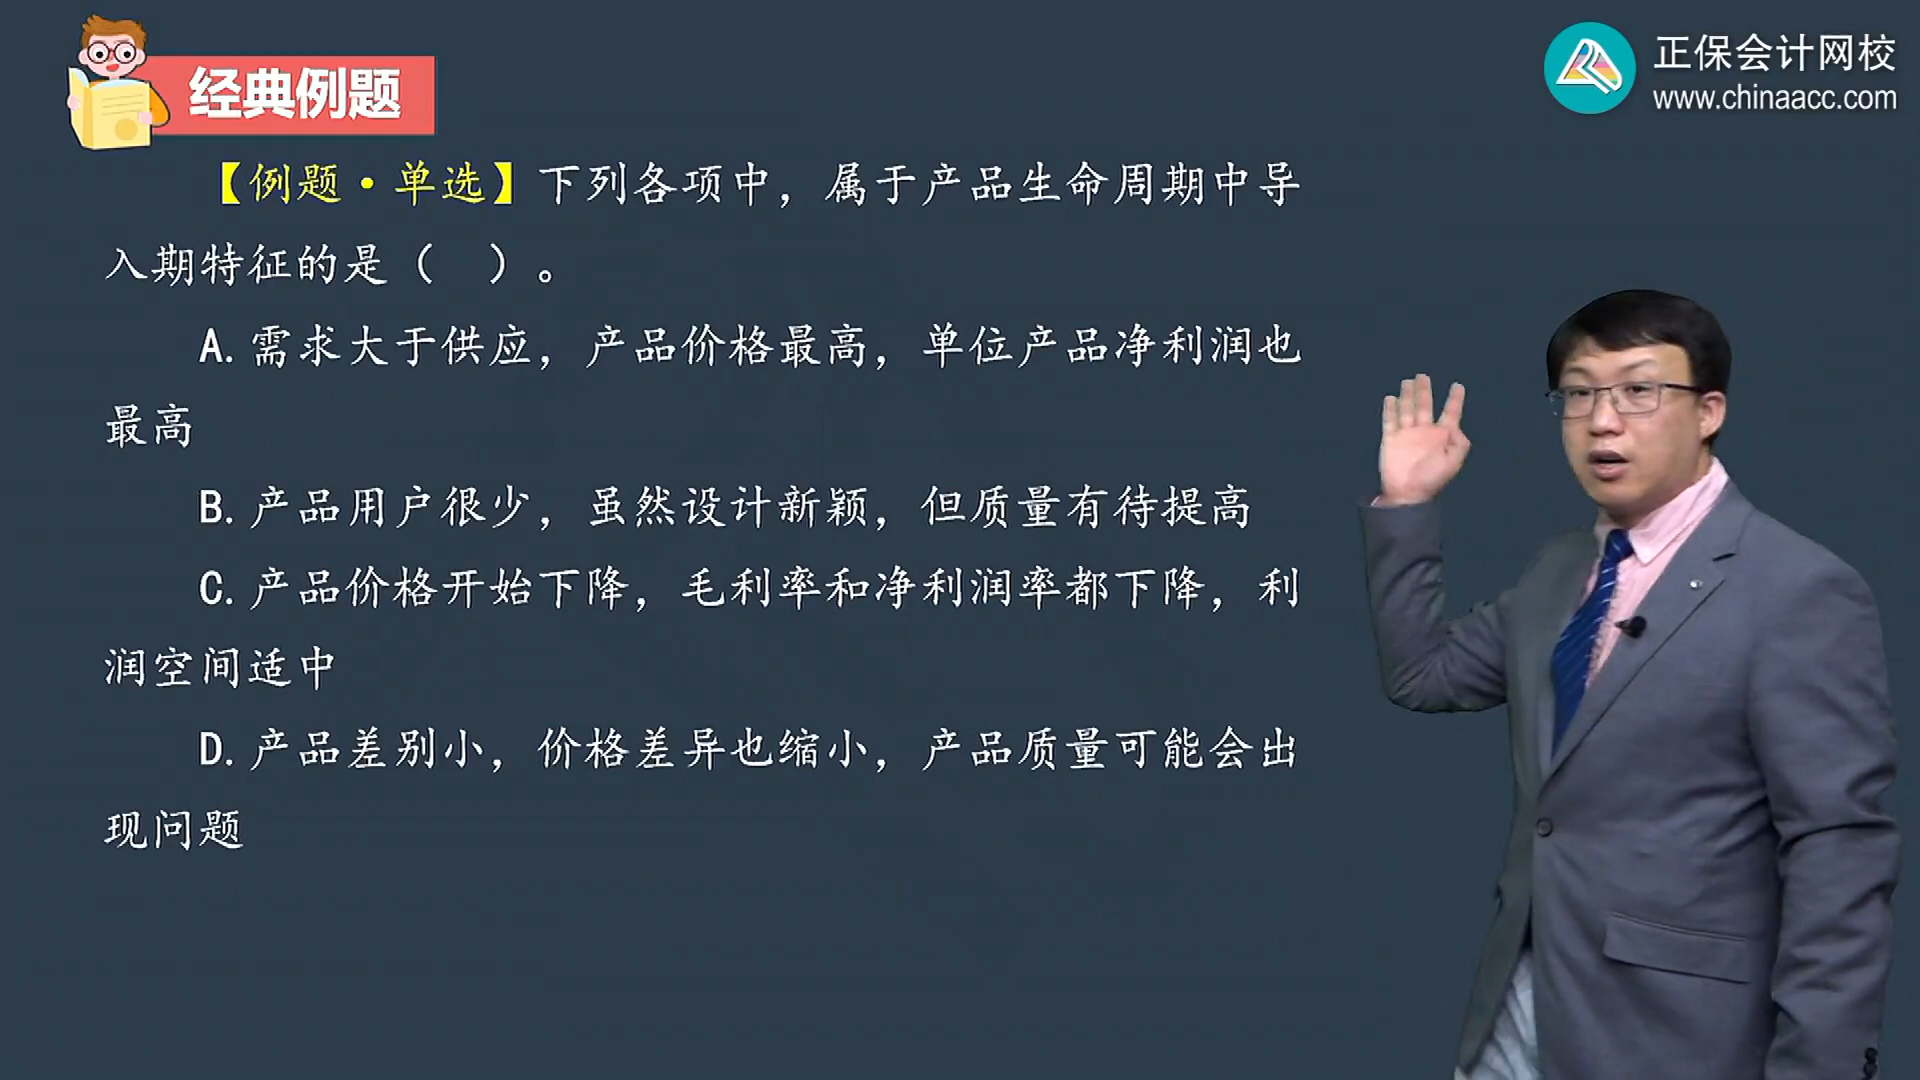 经典例题
正保会计网校
www.chinaacc.com
【例题·单选】下列各项中，属于产品生命周期中导
入期特征的是（　）。
A.需求大于供应，产品价格最高，单位产品净利润也
最高
B.产品用户很少，虽然设计新颖，但质量有待提高
C.产品价格开始下降，毛利率和净利润率都下降，利
润空间适中
D.产品差别小，价格差异也缩小，产品质量可能会出
现问题